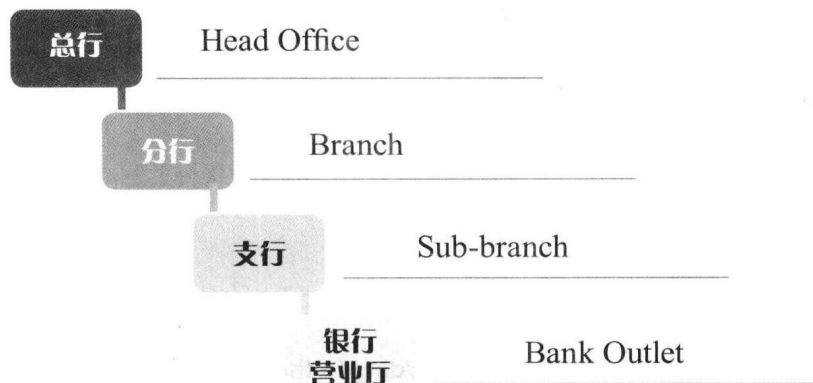 总行 Head Office
分行 Branch
支行 Sub-branch
银行
营业厅 Bank Outlet